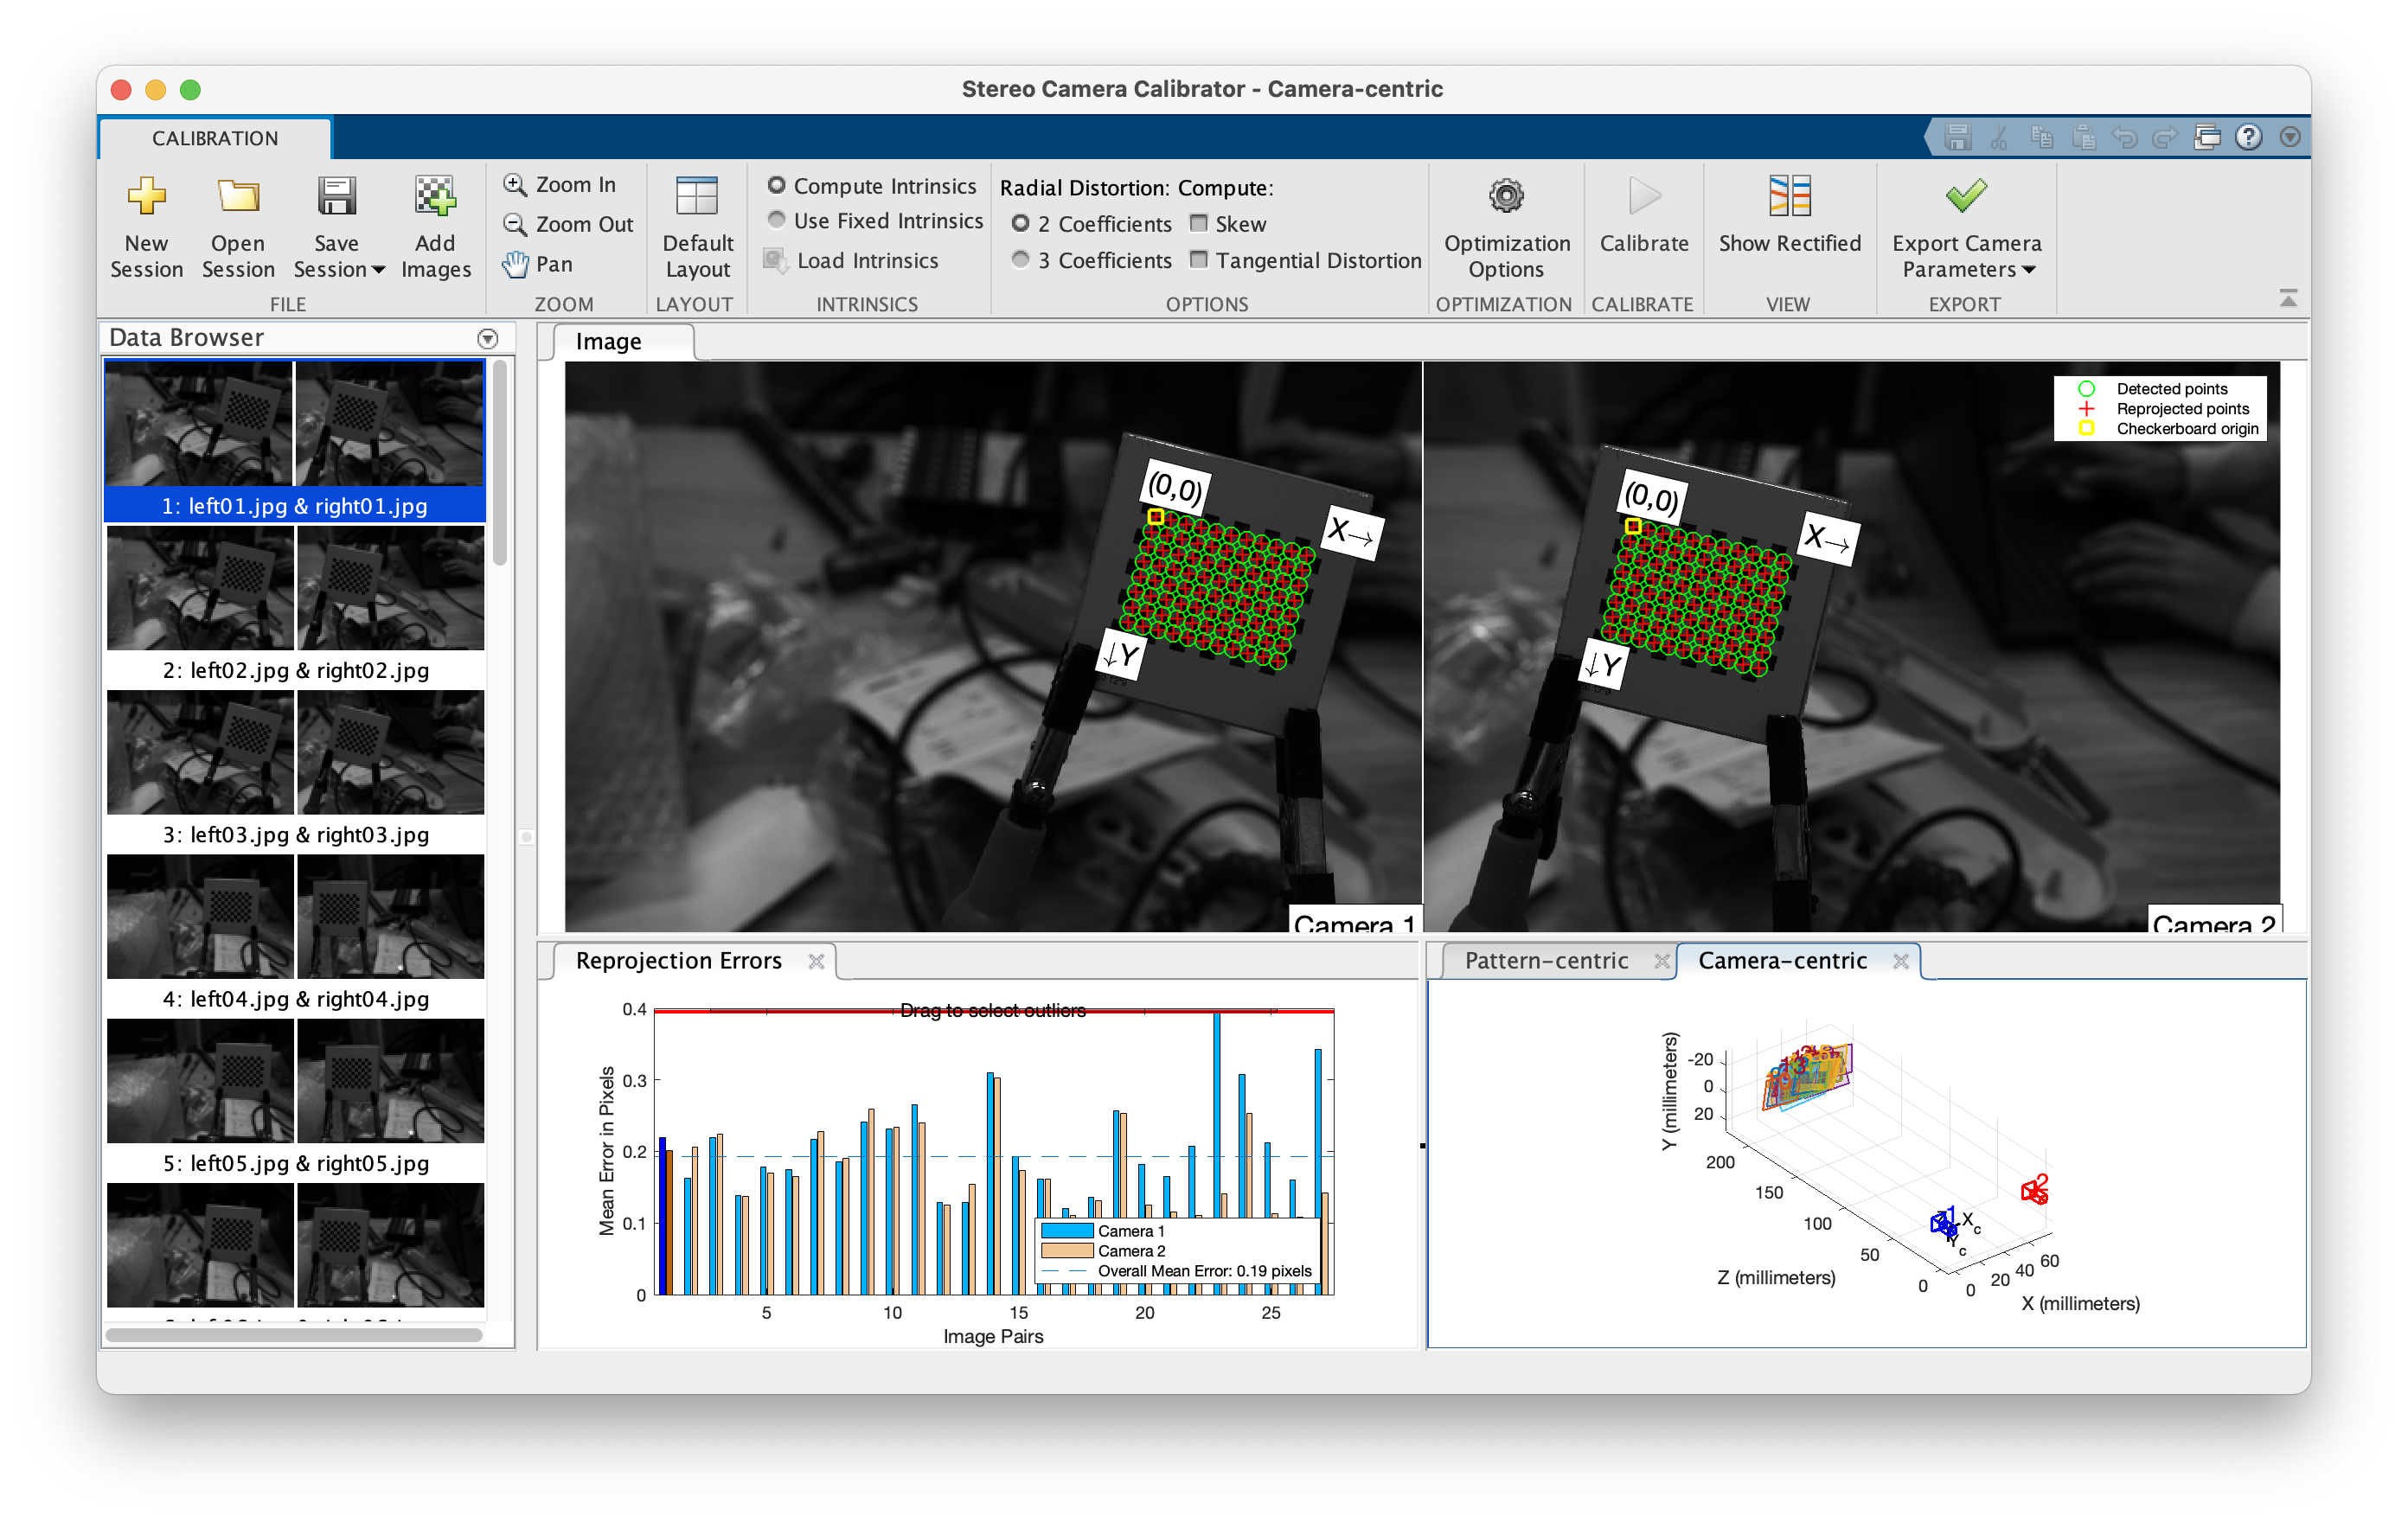 Stereo Camera Calibrator - Camera-centric
CALIBRATION
New
Session
Open
Session
Save
Session
Add
Images
FILE
Zoom In
Zoom Out
Pan
ZOOM
Default
Layout
LAYOUT
Compute Intrinsics
Use Fixed Intrinsics
Load Intrinsics
INTRINSICS
Radial Distortion: Compute:
2 Coefficients Skew
3 Coefficients Tangential Distortion
OPTIONS
Optimization
Options
OPTIMIZATION
Calibrate
CALIBRATE
Show Rectified
VIEW
Export Camera
Parameters
EXPORT
Data Browser
1: left01.jpg & right01.jpg
2: left02.jpg & right02.jpg
3: left03.jpg & right03.jpg
4: left04.jpg & right04.jpg
5: left05.jpg & right05.jpg
Image
(0,0)
X→
↓Y
Camera 1
(0,0)
X→
↓Y
Detected points
Reprojected points
Checkerboard origin
Camera 2
Reprojection Errors
Drag to select outliers
Mean Error in Pixels
0.4
0.3
0.2
0.1
0
5 10 15 20 25
Image Pairs
Camera 1
Camera 2
Overall Mean Error: 0.19 pixels
Pattern-centric
Camera-centric
Y (millimeters)
-20
0
20
200
150
100
50
0
Z (millimeters)
0 20 40 60
X (millimeters)
1
Xc
Yc
2